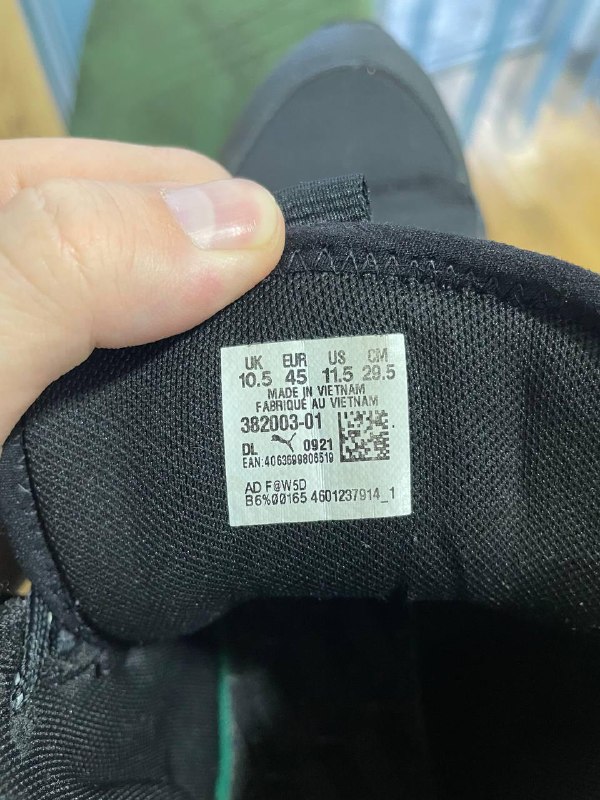 UK EUR US CM
10.5 45 11.5 29.5
MADE IN VIETNAM
FABRIQUÉ AU VIETNAM
382003-01
DL 0921
EAN:4063699806519
AD F@W5D
B6%00165 4601237914_1